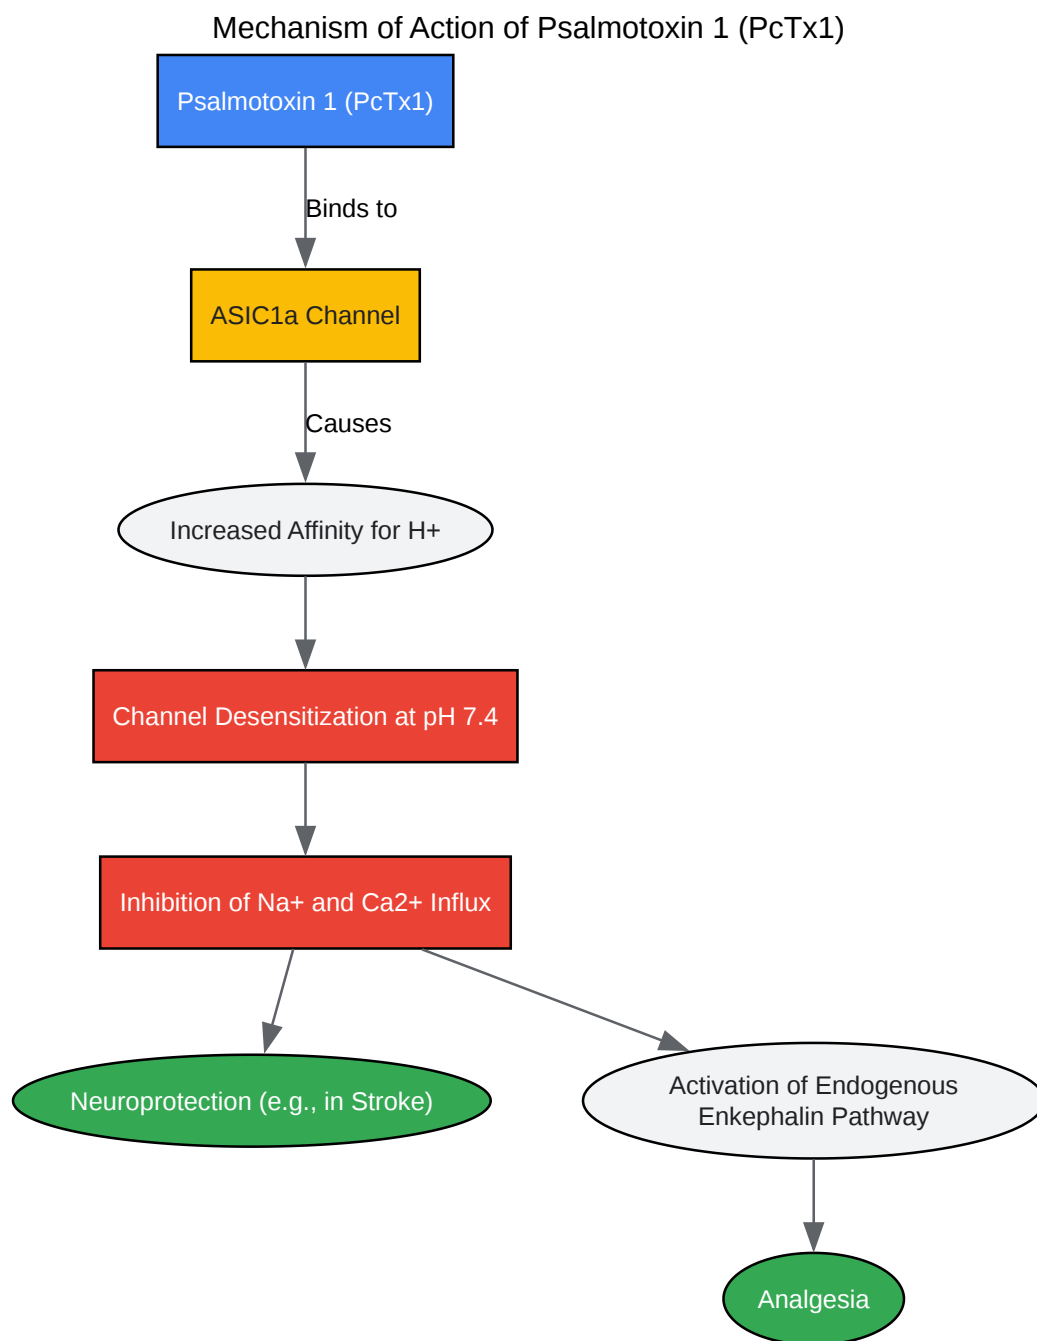 Mechanism of Action of Psalmotoxin 1 (PcTx1)
Psalmotoxin 1 (PcTx1)
Binds to
ASIC1a Channel
Causes
Increased Affinity for H+
Channel Desensitization at pH 7.4
Inhibition of Na+ and Ca2+ Influx
Neuroprotection (e.g., in Stroke)
Activation of Endogenous
Enkephalin Pathway
Analgesia